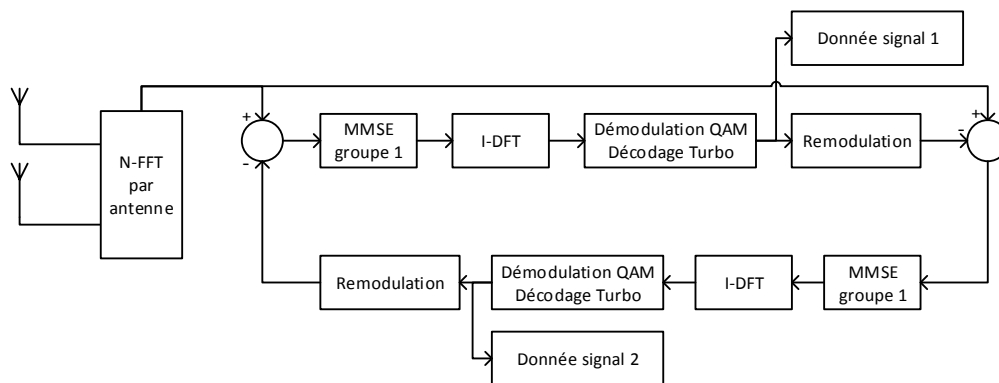 Donnée signal 1
N-FFT
par
antenne
+
-
MMSE
groupe 1
I-DFT
Démodulation QAM
Décodage Turbo
Remodulation
-
+
Remodulation
Démodulation QAM
Décodage Turbo
I-DFT
MMSE
groupe 1
Donnée signal 2